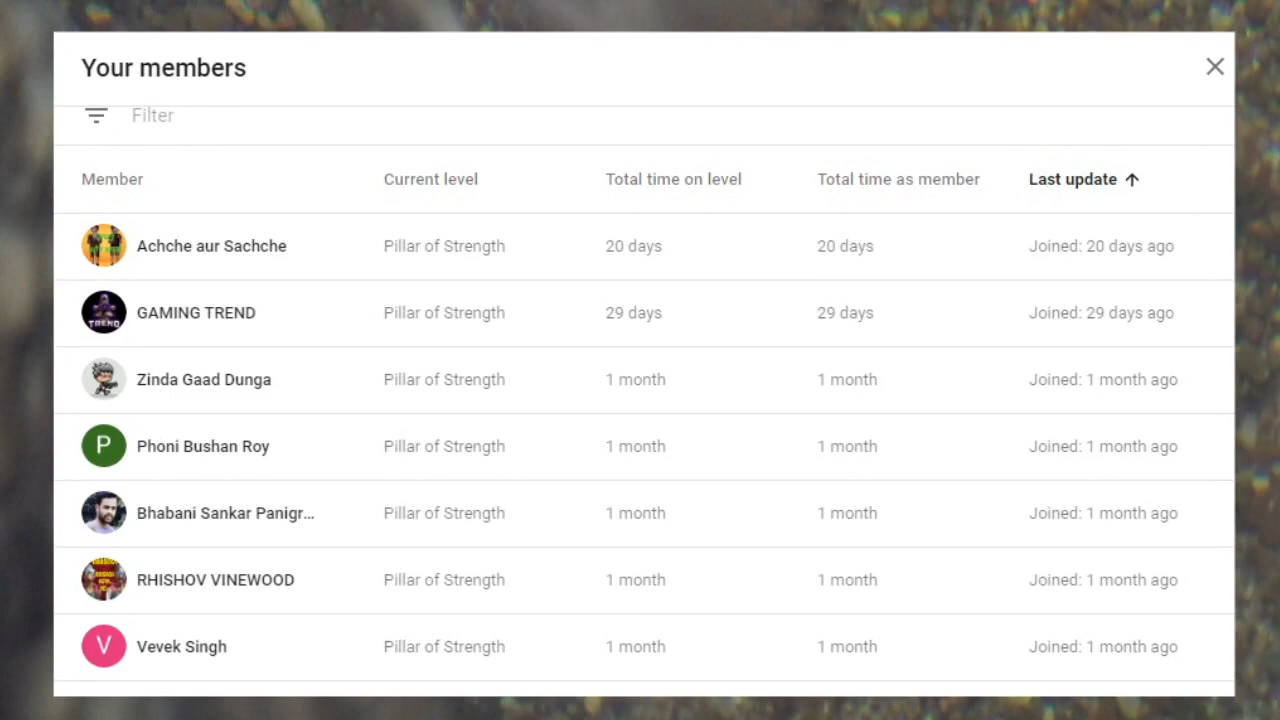 Your members
Filter
Member Current level Total time on level Total time as member Last update
Achche aur Sachche Pillar of Strength 20 days 20 days Joined: 20 days ago
TREND GAMING TREND Pillar of Strength 29 days 29 days Joined: 29 days ago
Zinda Gaad Dunga Pillar of Strength 1 month 1 month Joined: 1 month ago
P Phoni Bushan Roy Pillar of Strength 1 month 1 month Joined: 1 month ago
Bhabani Sankar Panigr... Pillar of Strength 1 month 1 month Joined: 1 month ago
RHISHOV VINEWOOD Pillar of Strength 1 month 1 month Joined: 1 month ago
V Vevek Singh Pillar of Strength 1 month 1 month Joined: 1 month ago